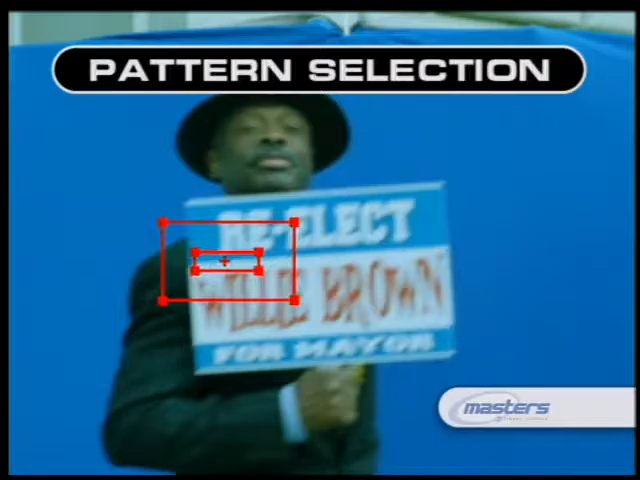 PATTERN SELECTION
RE-ELECT
WILLIE BROWN
FOR MAYOR
masters